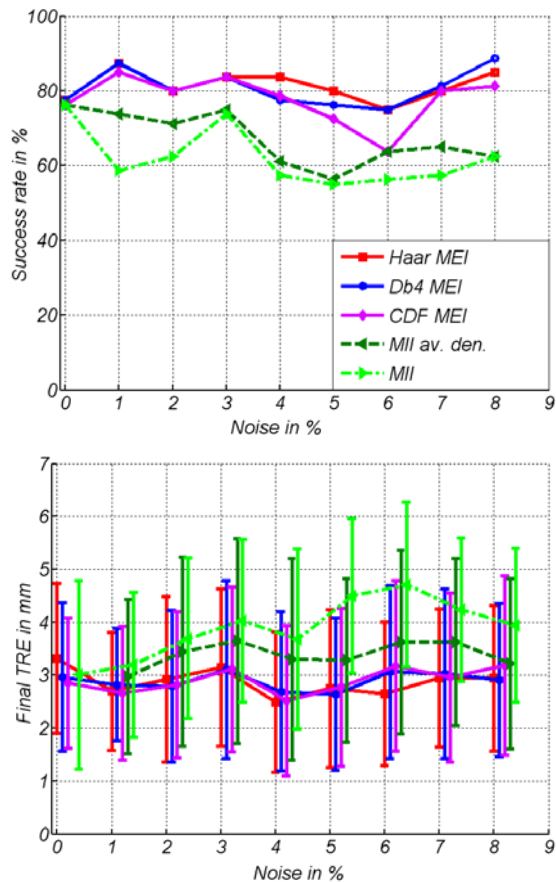 100
80
60
40
20
0
Success rate in %
Haar MEI
Db4 MEI
CDF MEI
MII av. den.
MII
0 1 2 3 4 5 6 7 8 9
Noise in %
7
6
5
4
3
2
1
0
Final TRE in mm
0 1 2 3 4 5 6 7 8 9
Noise in %